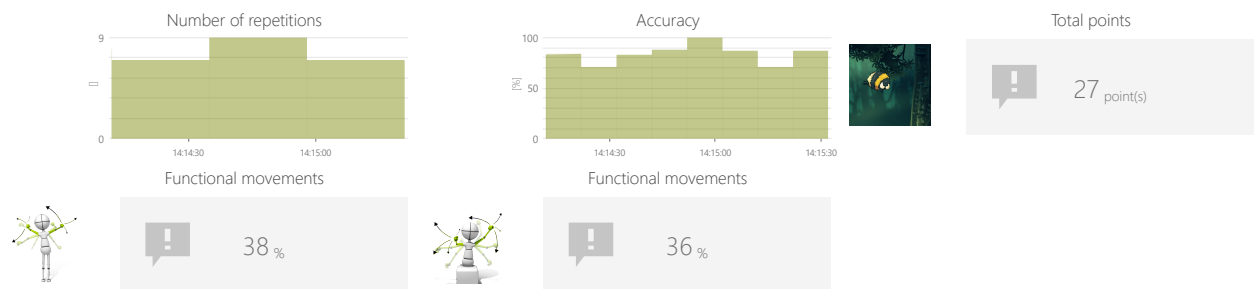 Number of repetitions
9
[]
0
14:14:30
14:15:00
Accuracy
100
[%]
50
0
14:14:30
14:15:00
14:15:30
Total points
27 point(s)
Functional movements
38 %
Functional movements
36 %